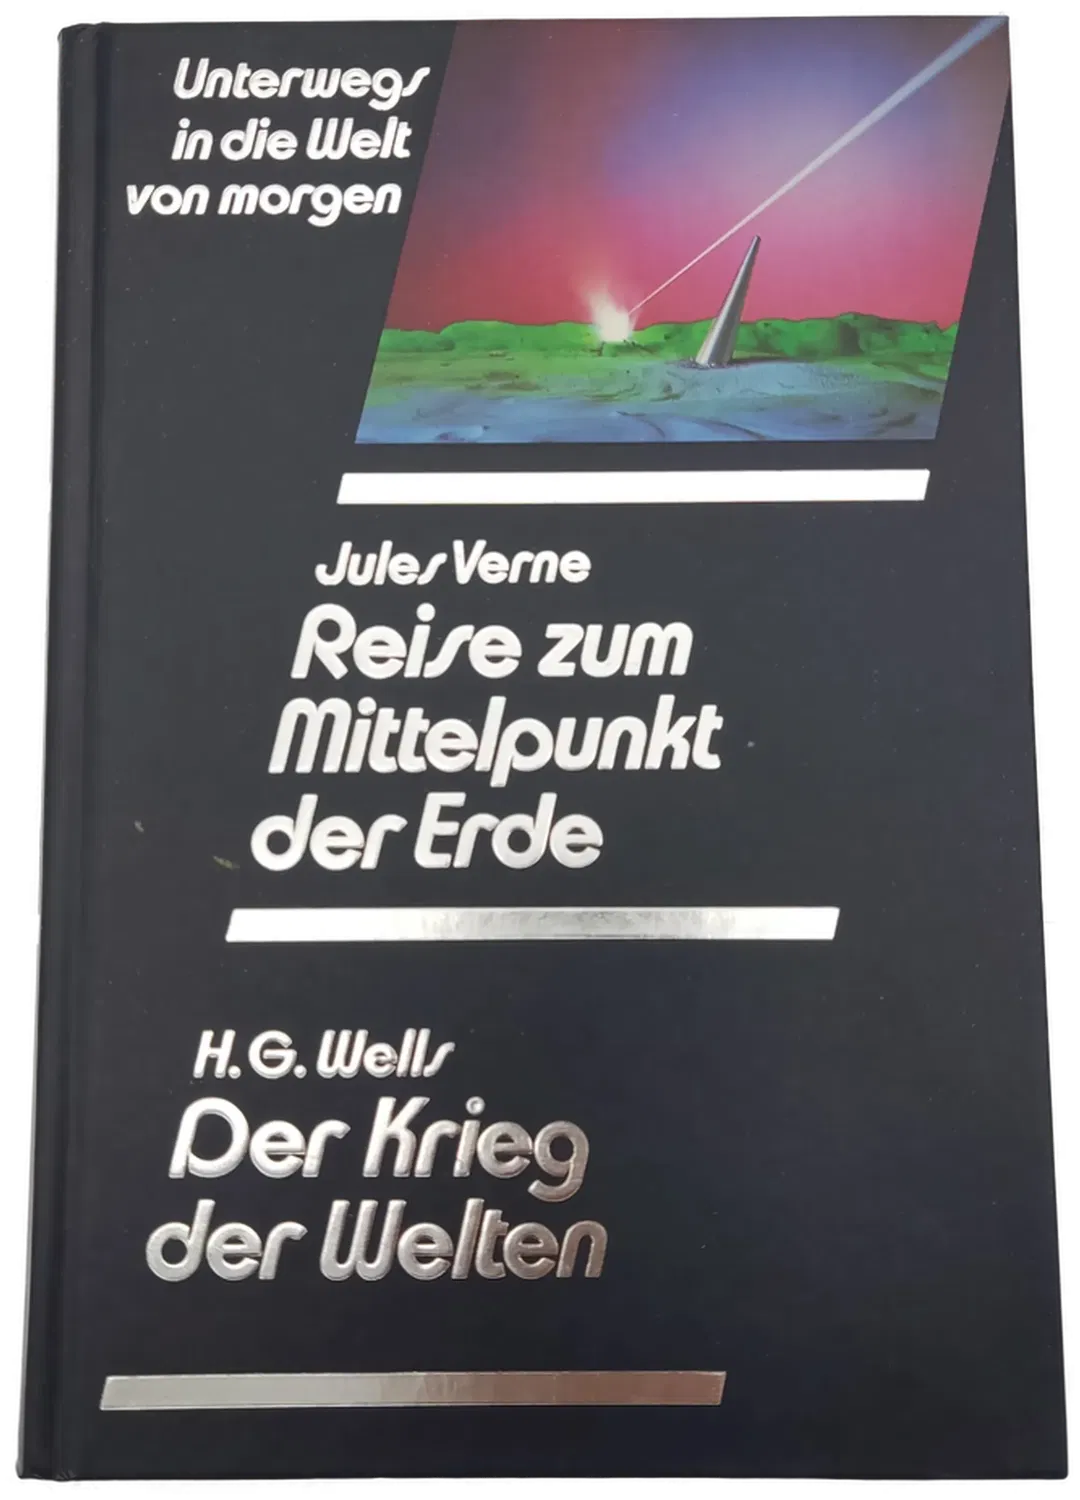 Unterwegs
in die Welt
von morgen
Jules Verne
Reise zum
Mittelpunkt
der Erde
H. G. Wells
Der Krieg
der Welten